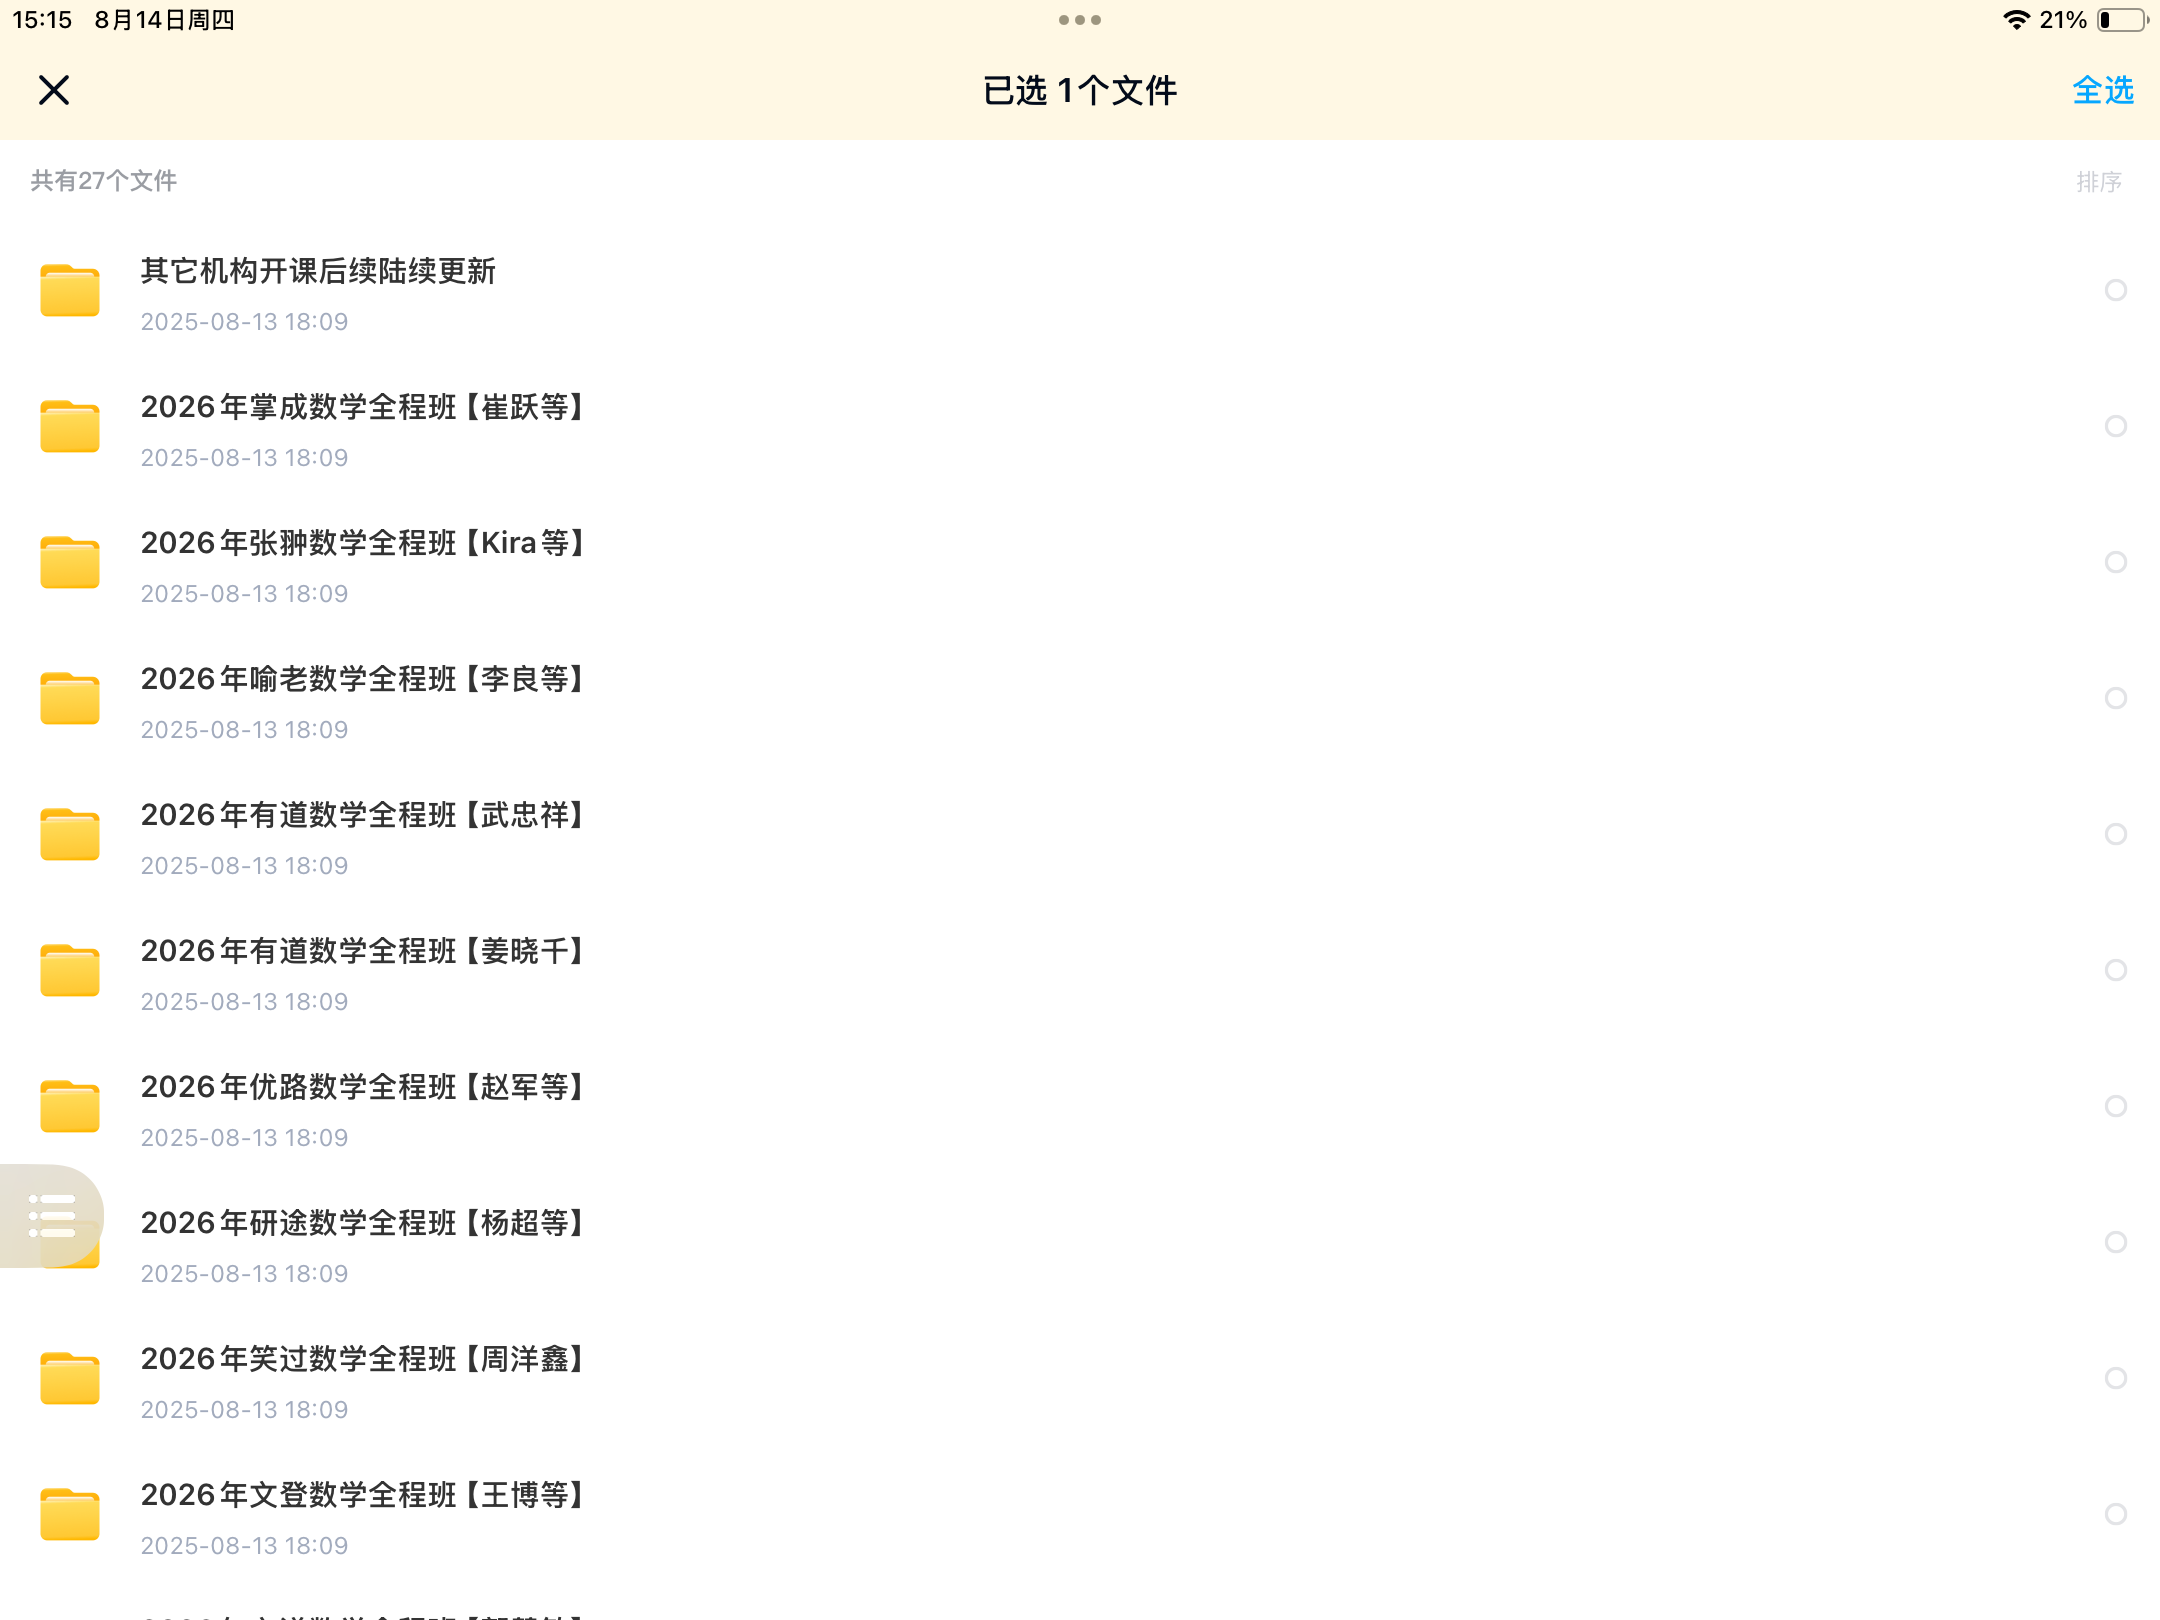 15:15 8月14日周四
21%
已选 1个文件
全选
共有27个文件
排序
其它机构开课后续陆续更新
2025-08-13 18:09
2026年掌成数学全程班【崔跃等】
2025-08-13 18:09
2026年张翀数学全程班【Kira等】
2025-08-13 18:09
2026年喻老数学全程班【李良等】
2025-08-13 18:09
2026年有道数学全程班【武忠祥】
2025-08-13 18:09
2026年有道数学全程班【姜晓千】
2025-08-13 18:09
2026年优路数学全程班【赵军等】
2025-08-13 18:09
2026年研途数学全程班【杨超等】
2025-08-13 18:09
2026年笑过数学全程班【周洋鑫】
2025-08-13 18:09
2026年文登数学全程班【王博等】
2025-08-13 18:09